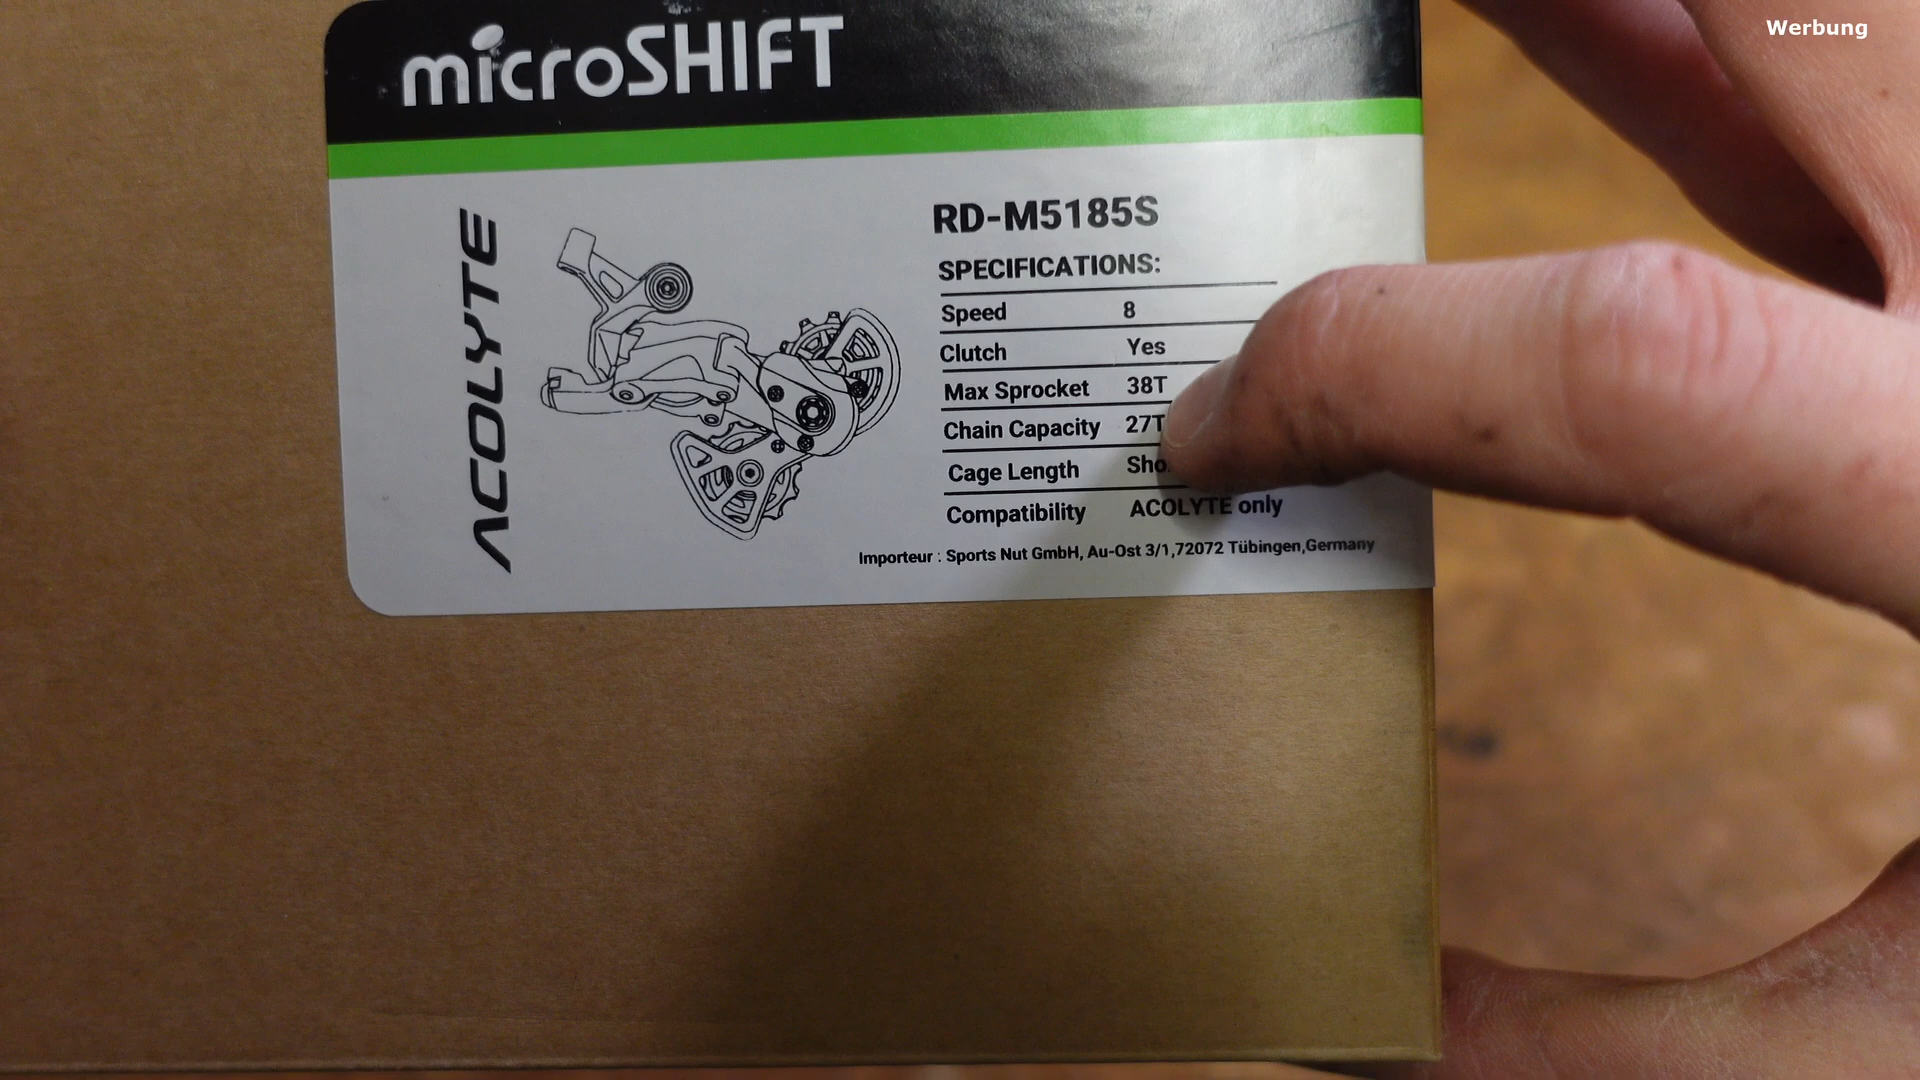 Werbung
microSHIFT
ACOLYTE
RD-M5185S
SPECIFICATIONS:
Speed 8
Clutch Yes
Max Sprocket 38T
Chain Capacity 27T
Cage Length
Compatibility ACOLYTE only
Importeur : Sports Nut GmbH, Au-Ost 3/1,72072 Tübingen,Germany